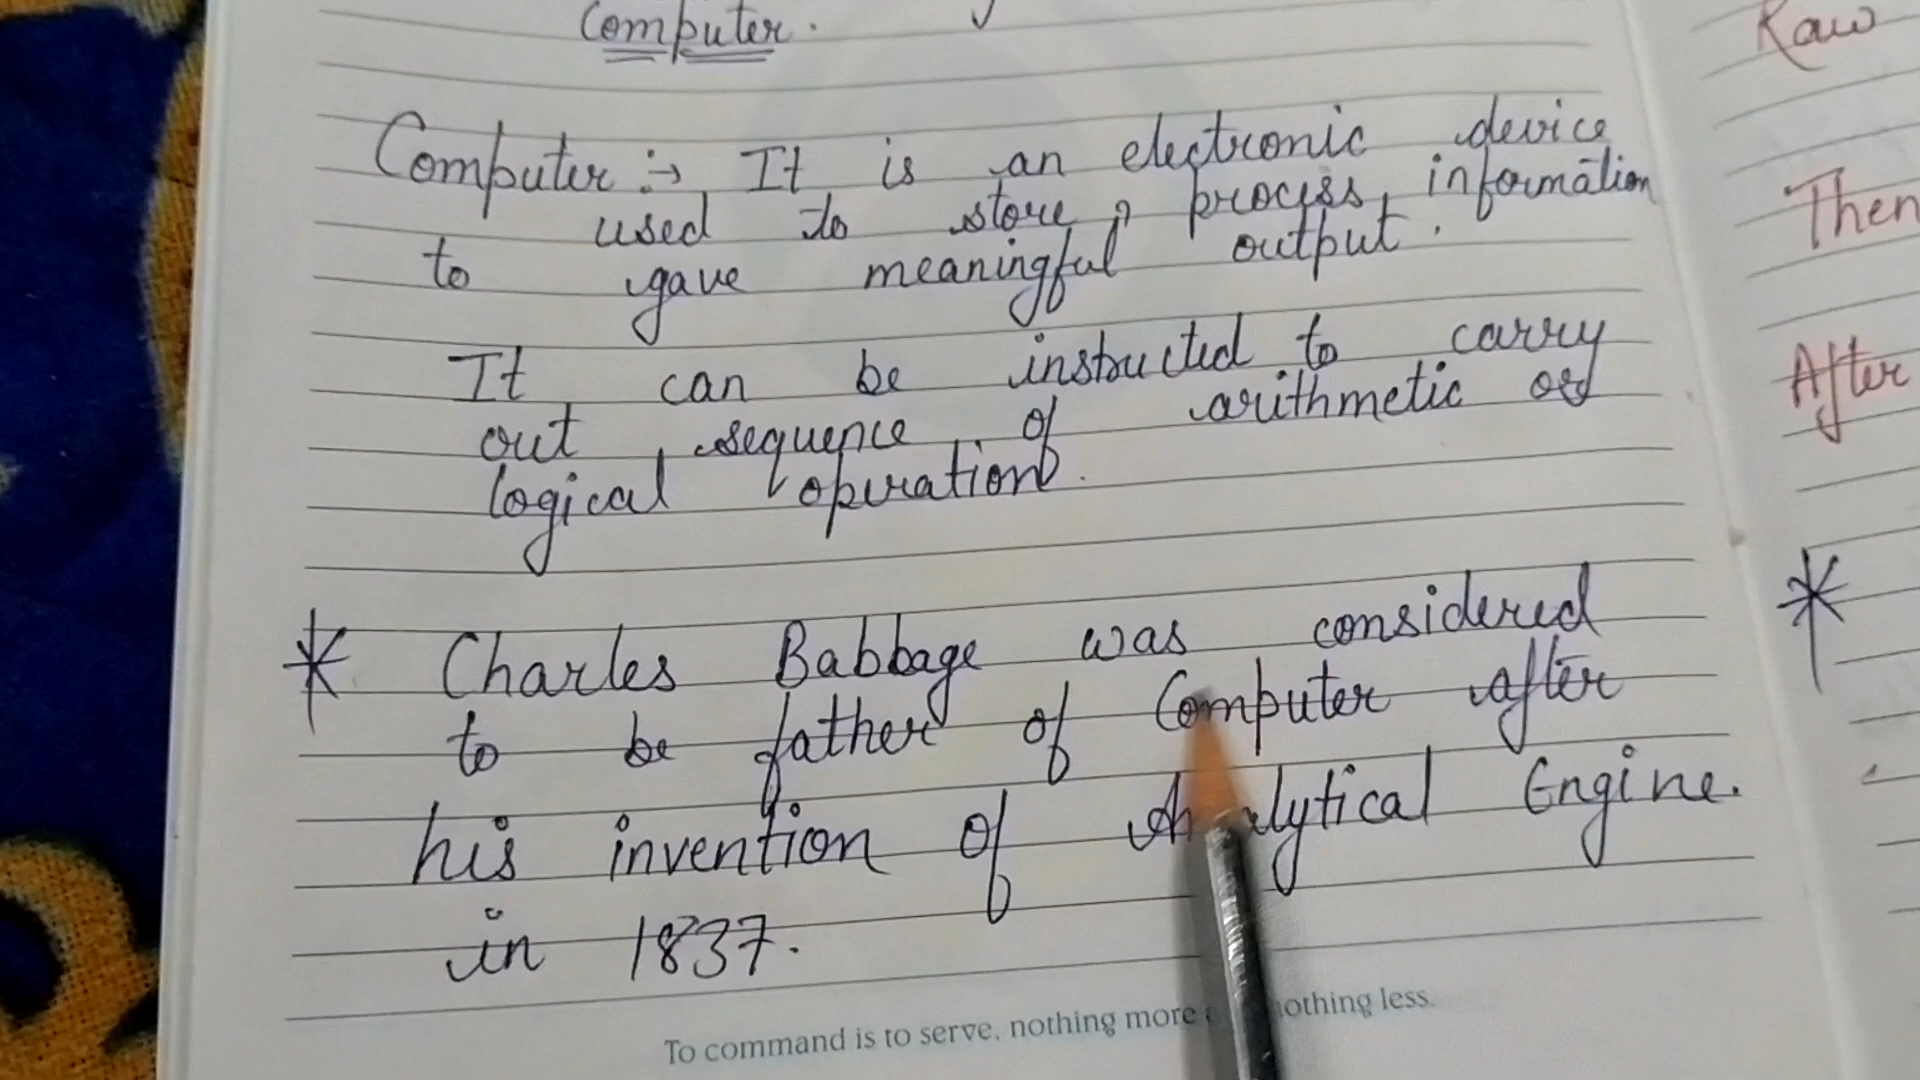 Computer.
Computer :→ It is an electronic device
used to store, process, information
to gave meaningful output.
It can be instructed to carry
out sequence of arithmetic or
logical operation.
* Charles Babbage was considered
to be father of Computer after
his invention of Analytical Engine.
in 1837.
To command is to serve, nothing more nothing less.
Raw
Then
After
*